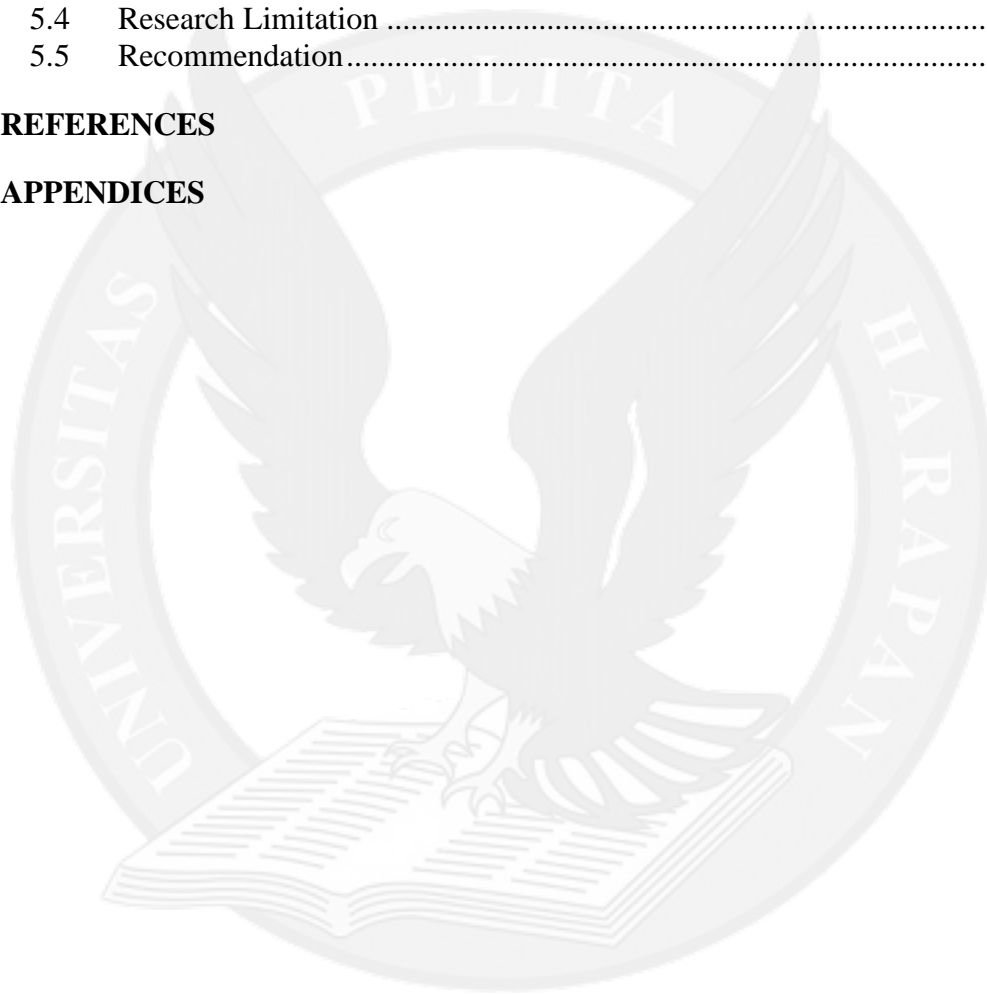 5.4 Research Limitation ..........................................................................
5.5 Recommendation...............................................................................
REFERENCES
APPENDICES
UNIVERSITAS PELITA HARAPAN